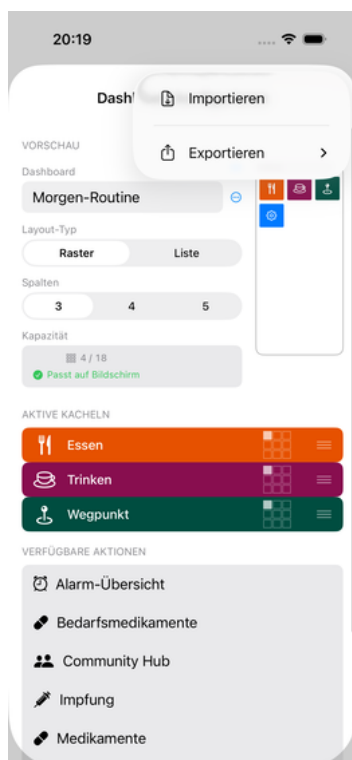 20:19
Dash
Importieren
Exportieren
VORSCHAU
Dashboard
Morgen-Routine
Layout-Typ
Raster
Liste
Spalten
3
4
5
Kapazität
4 / 18
Passt auf Bildschirm
AKTIVE KACHELN
Essen
Trinken
Wegpunkt
VERFÜGBARE AKTIONEN
Alarm-Übersicht
Bedarfsmedikamente
Community Hub
Impfung
Medikamente